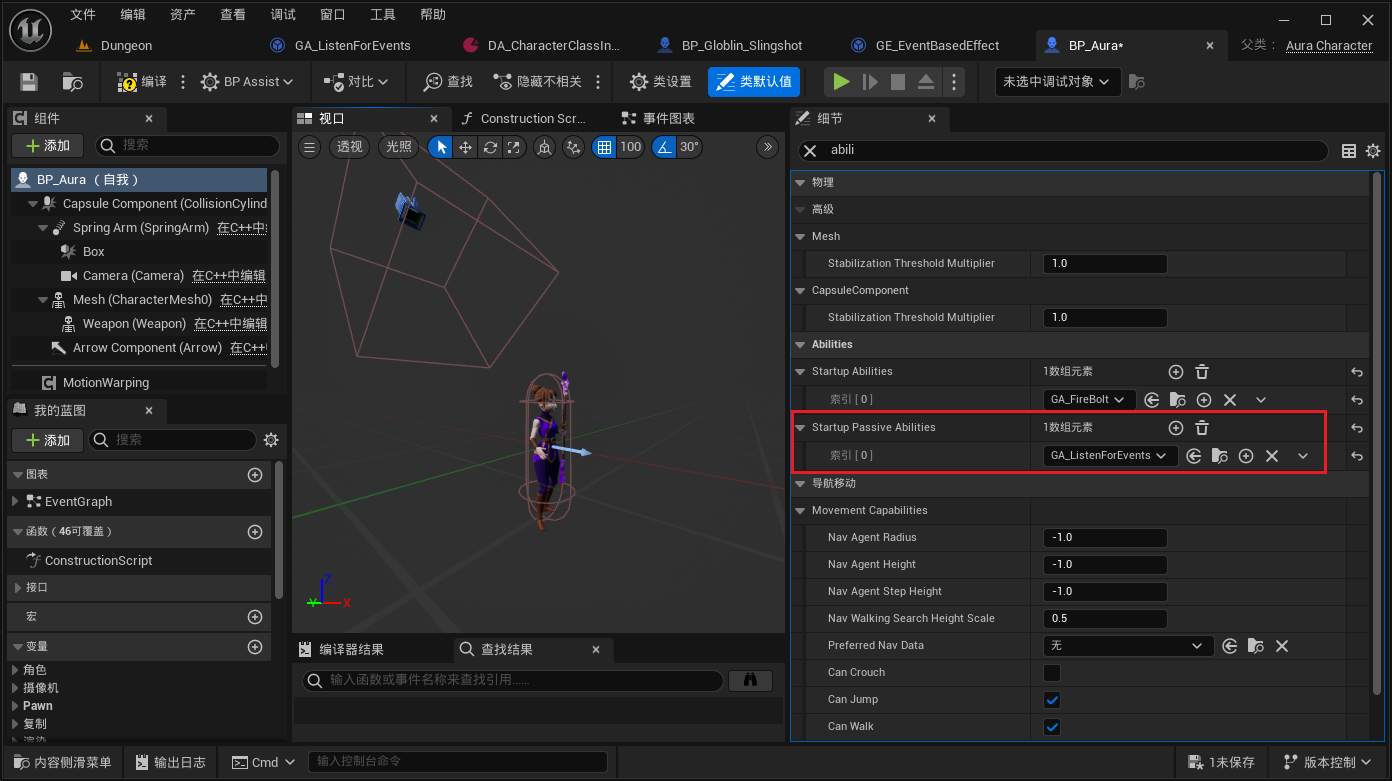 文件 编辑 资产 查看 调试 窗口 工具 帮助
Dungeon GA_ListenForEvents DA_CharacterClassIn... BP_Globlin_Slingshot GE_EventBasedEffect BP_Aura* 父类： Aura Character
编译 BP Assist 对比 查找 隐藏不相关 类设置 类默认值 未选中调试对象
组件
添加 搜索
BP_Aura （自我）
Capsule Component (CollisionCylind
Spring Arm (SpringArm) 在C++中编
Box
Camera (Camera) 在C++中编辑
Mesh (CharacterMesh0) 在C++中
Weapon (Weapon) 在C++中编辑
Arrow Component (Arrow) 在C++
MotionWarping
我的蓝图
添加 搜索
图表
EventGraph
函数（46可覆盖）
ConstructionScript
接口
宏
变量
角色
摄像机
Pawn
复制
渲染
视口 Construction Scr... 事件图表
透视 光照 100 30°
Z
Y X
编译器结果 查找结果
输入函数或事件名称来查找引用......
细节
abili
物理
高级
Mesh
Stabilization Threshold Multiplier 1.0
CapsuleComponent
Stabilization Threshold Multiplier 1.0
Abilities
Startup Abilities 1数组元素
索引 [ 0 ] GA_FireBolt
Startup Passive Abilities 1数组元素
索引 [ 0 ] GA_ListenForEvents
导航移动
Movement Capabilities
Nav Agent Radius -1.0
Nav Agent Height -1.0
Nav Agent Step Height -1.0
Nav Walking Search Height Scale 0.5
Preferred Nav Data 无
Can Crouch
Can Jump
Can Walk
内容侧滑菜单 输出日志 Cmd 输入控制台命令 1未保存 版本控制